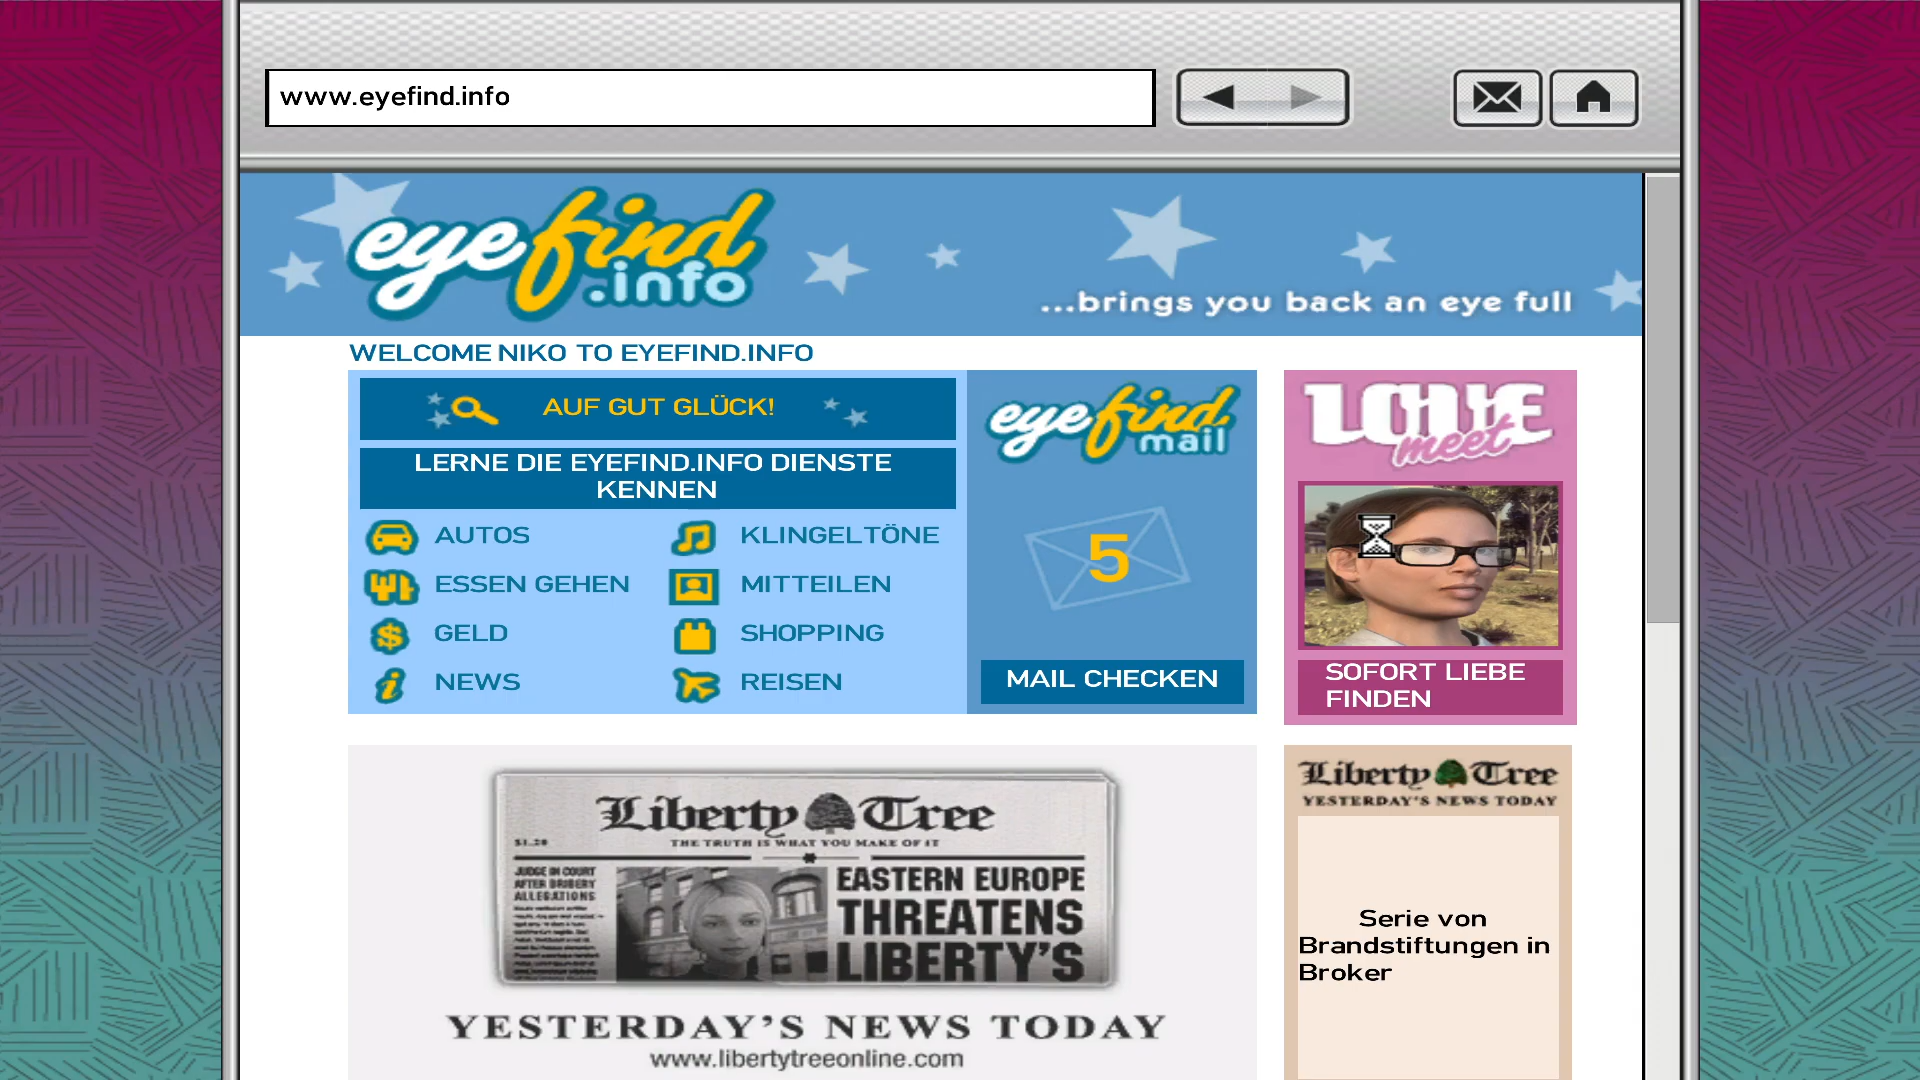 www.eyefind.info
eyefind
.info
...brings you back an eye full
WELCOME NIKO TO EYEFIND.INFO
AUF GUT GLÜCK!
LERNE DIE EYEFIND.INFO DIENSTE
KENNEN
AUTOS
KLINGELTÖNE
ESSEN GEHEN
MITTEILEN
GELD
SHOPPING
NEWS
REISEN
eyefind
mail
5
MAIL CHECKEN
LOVE
meet
SOFORT LIEBE
FINDEN
Liberty Tree
THE TRUTH IS WHAT YOU MAKE OF IT
$1.20
JUDGE IN COURT
AFTER BRIBERY
ALLEGATIONS
EASTERN EUROPE
THREATENS
LIBERTY'S
YESTERDAY'S NEWS TODAY
www.libertytreeonline.com
Liberty Tree
YESTERDAY'S NEWS TODAY
Serie von
Brandstiftungen in
Broker